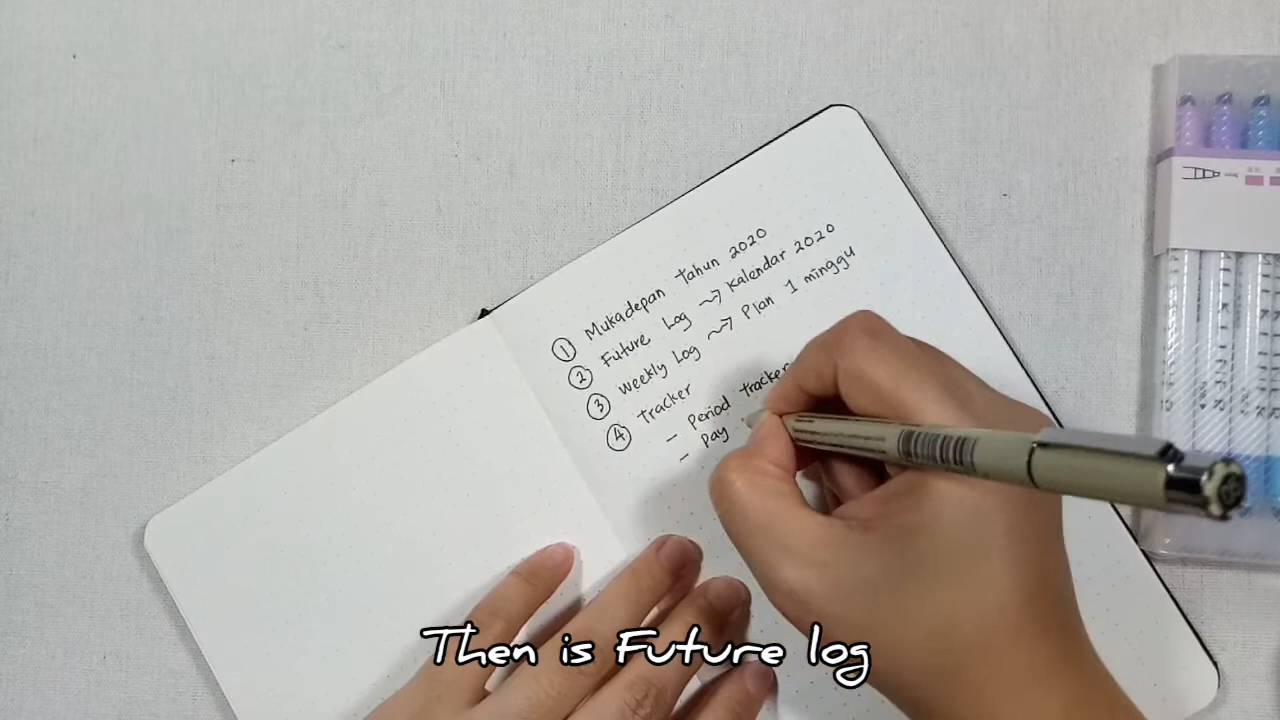 ① Mukadepan Tahun 2020
② Future Log ⤳ Kalendar 2020
③ Weekly Log ⤳ Plan 1 minggu
④ Tracker
– Period tracker
– Pay
Then is Future log